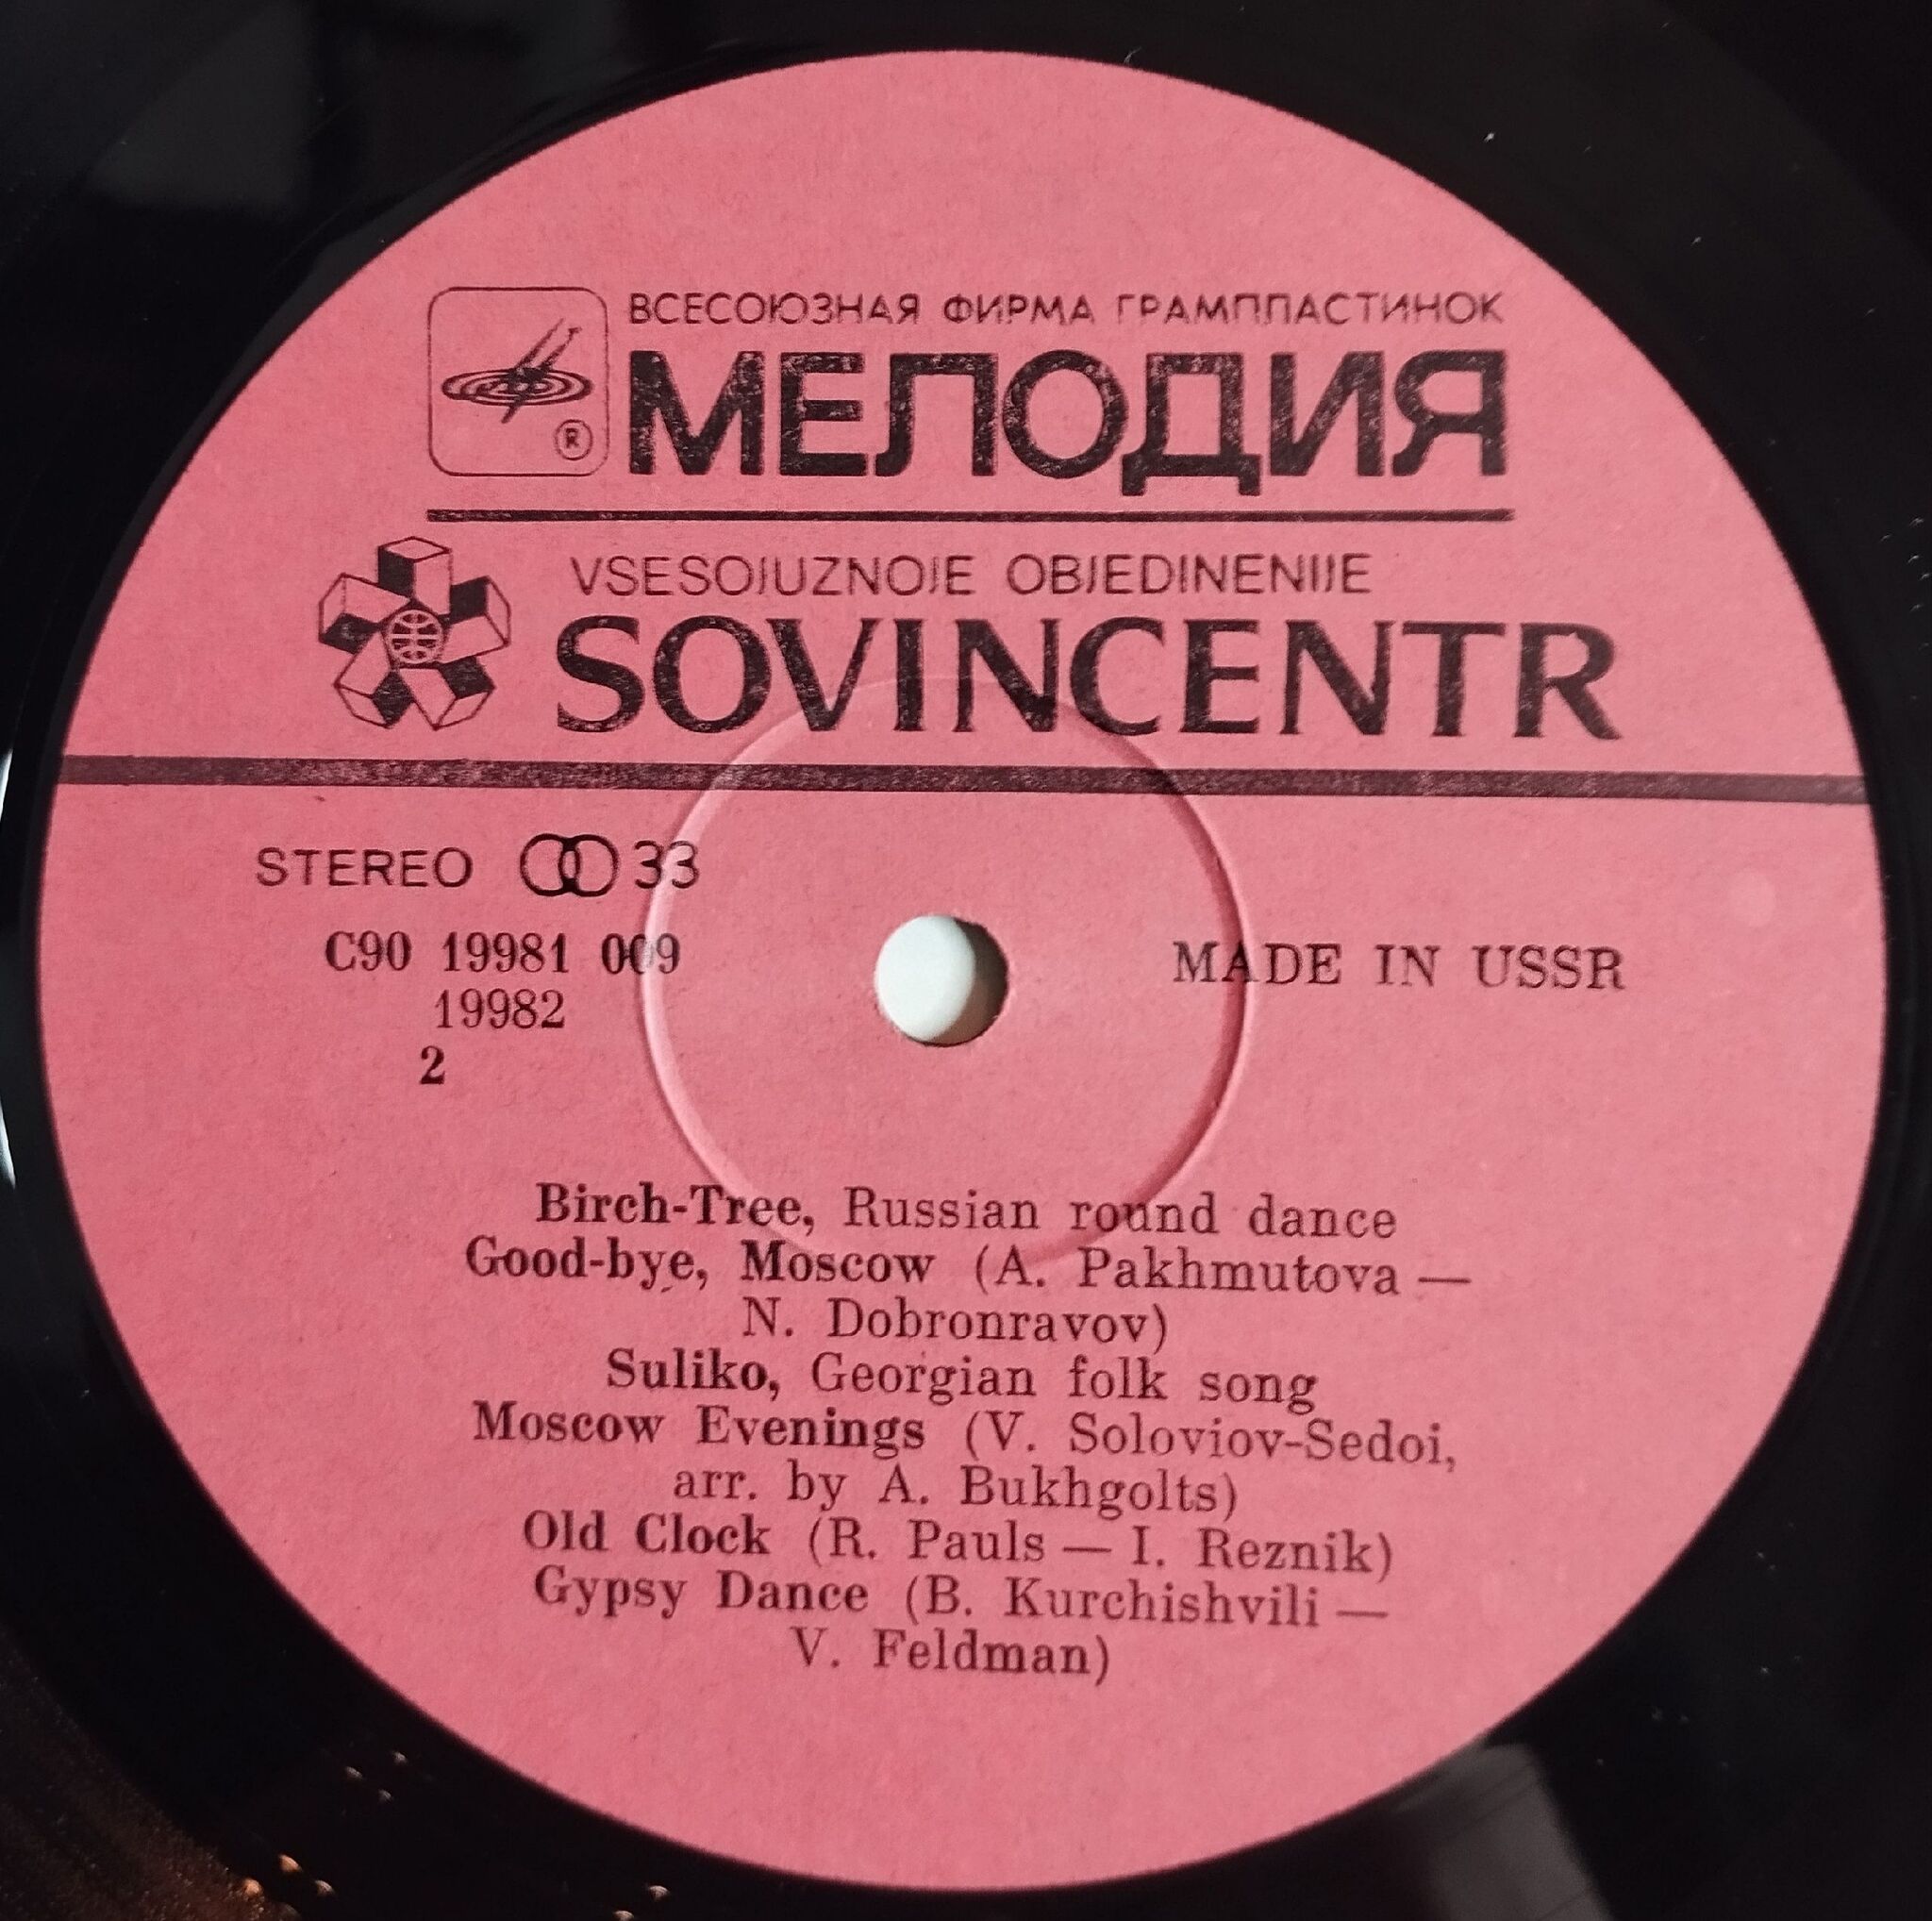 ВСЕСОЮЗНАЯ ФИРМА ГРАМПЛАСТИНОК
МЕЛОДИЯ
®
VSESOJUZNOJE OBJEDINENIJE
SOVINCENTR
STEREO 33
C90 19981 009
19982
2
MADE IN USSR
Birch-Tree, Russian round dance
Good-bye, Moscow (A. Pakhmutova —
N. Dobronravov)
Suliko, Georgian folk song
Moscow Evenings (V. Soloviov-Sedoi,
arr. by A. Bukhgolts)
Old Clock (R. Pauls — I. Reznik)
Gypsy Dance (B. Kurchishvili —
V. Feldman)